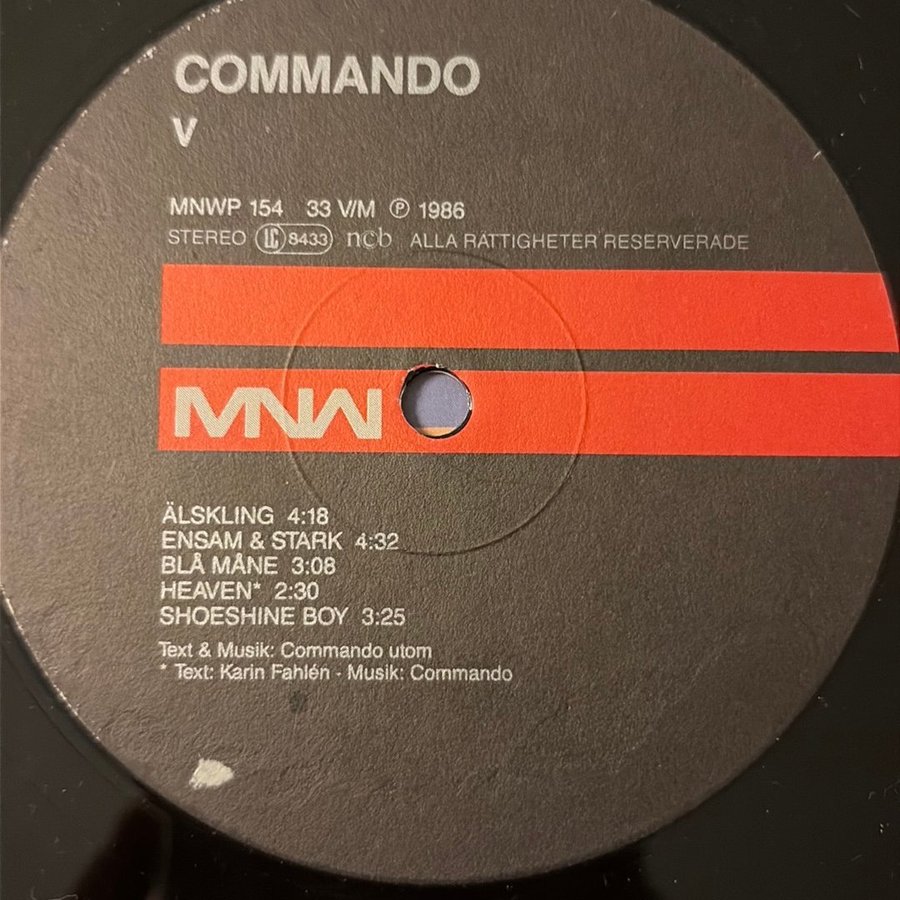 COMMANDO
V
MNWP 154 33 V/M Ⓟ 1986
STEREO LC 8433 ncb ALLA RÄTTIGHETER RESERVERADE
MNW
ÄLSKLING 4:18
ENSAM & STARK 4:32
BLÅ MÅNE 3:08
HEAVEN* 2:30
SHOESHINE BOY 3:25
Text & Musik: Commando utom
* Text: Karin Fahlén - Musik: Commando